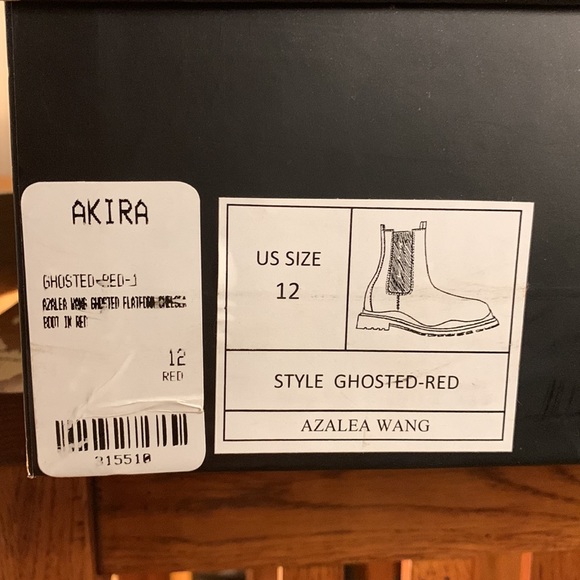 AKIRA
GHOSTED-RED-1
AZALEA WANG GHOSTED FLATFORM CHELSEA
BOOT IN RED
12
RED
315510
US SIZE
12
STYLE GHOSTED-RED
AZALEA WANG